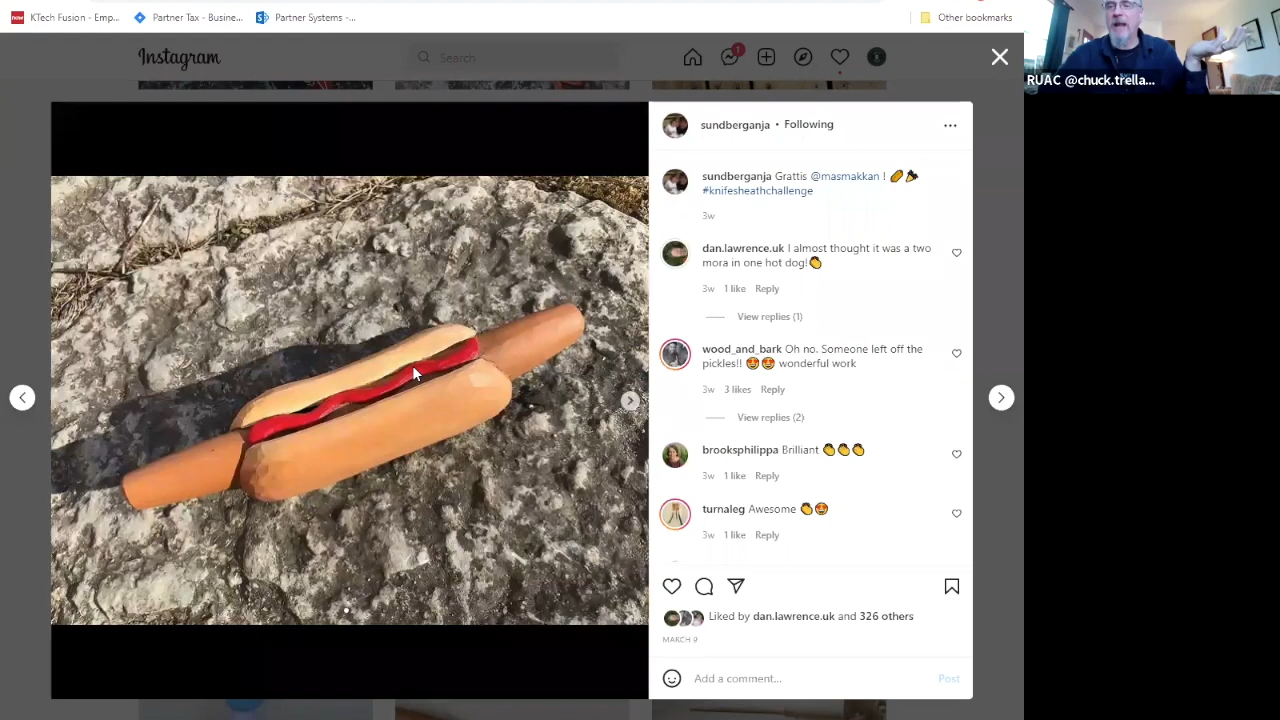 KTech Fusion - Emp...
Partner Tax - Busine...
Partner Systems -...
Other bookmarks
Instagram
Search
1
RUAC @chuck.trella...
sundberganja • Following
sundberganja Grattis @masmakkan !
#knifesheathchallenge
3w
dan.lawrence.uk I almost thought it was a two
mora in one hot dog!
3w 1 like Reply
View replies (1)
wood_and_bark Oh no. Someone left off the
pickles!! 😍😍 wonderful work
3w 3 likes Reply
View replies (2)
brooksphilippa Brilliant 👏👏👏
3w 1 like Reply
turnaleg Awesome 👏😍
3w 1 like Reply
Liked by dan.lawrence.uk and 326 others
MARCH 9
Add a comment...
Post